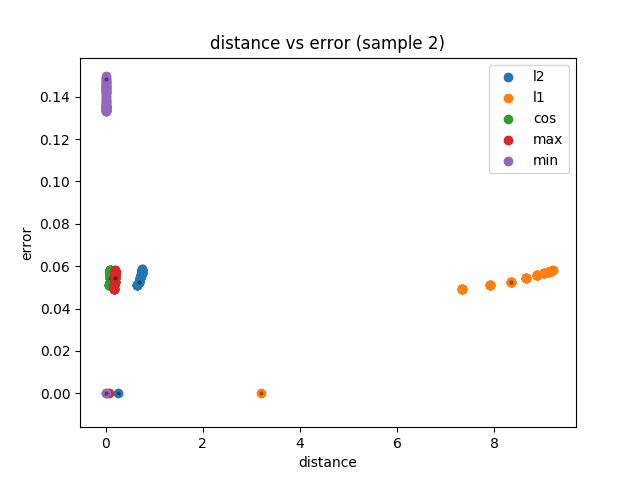 distance vs error (sample 2)
l2
l1
cos
max
min
0.14
0.12
0.10
0.08
0.06
0.04
0.02
0.00
error
0
2
4
6
8
distance